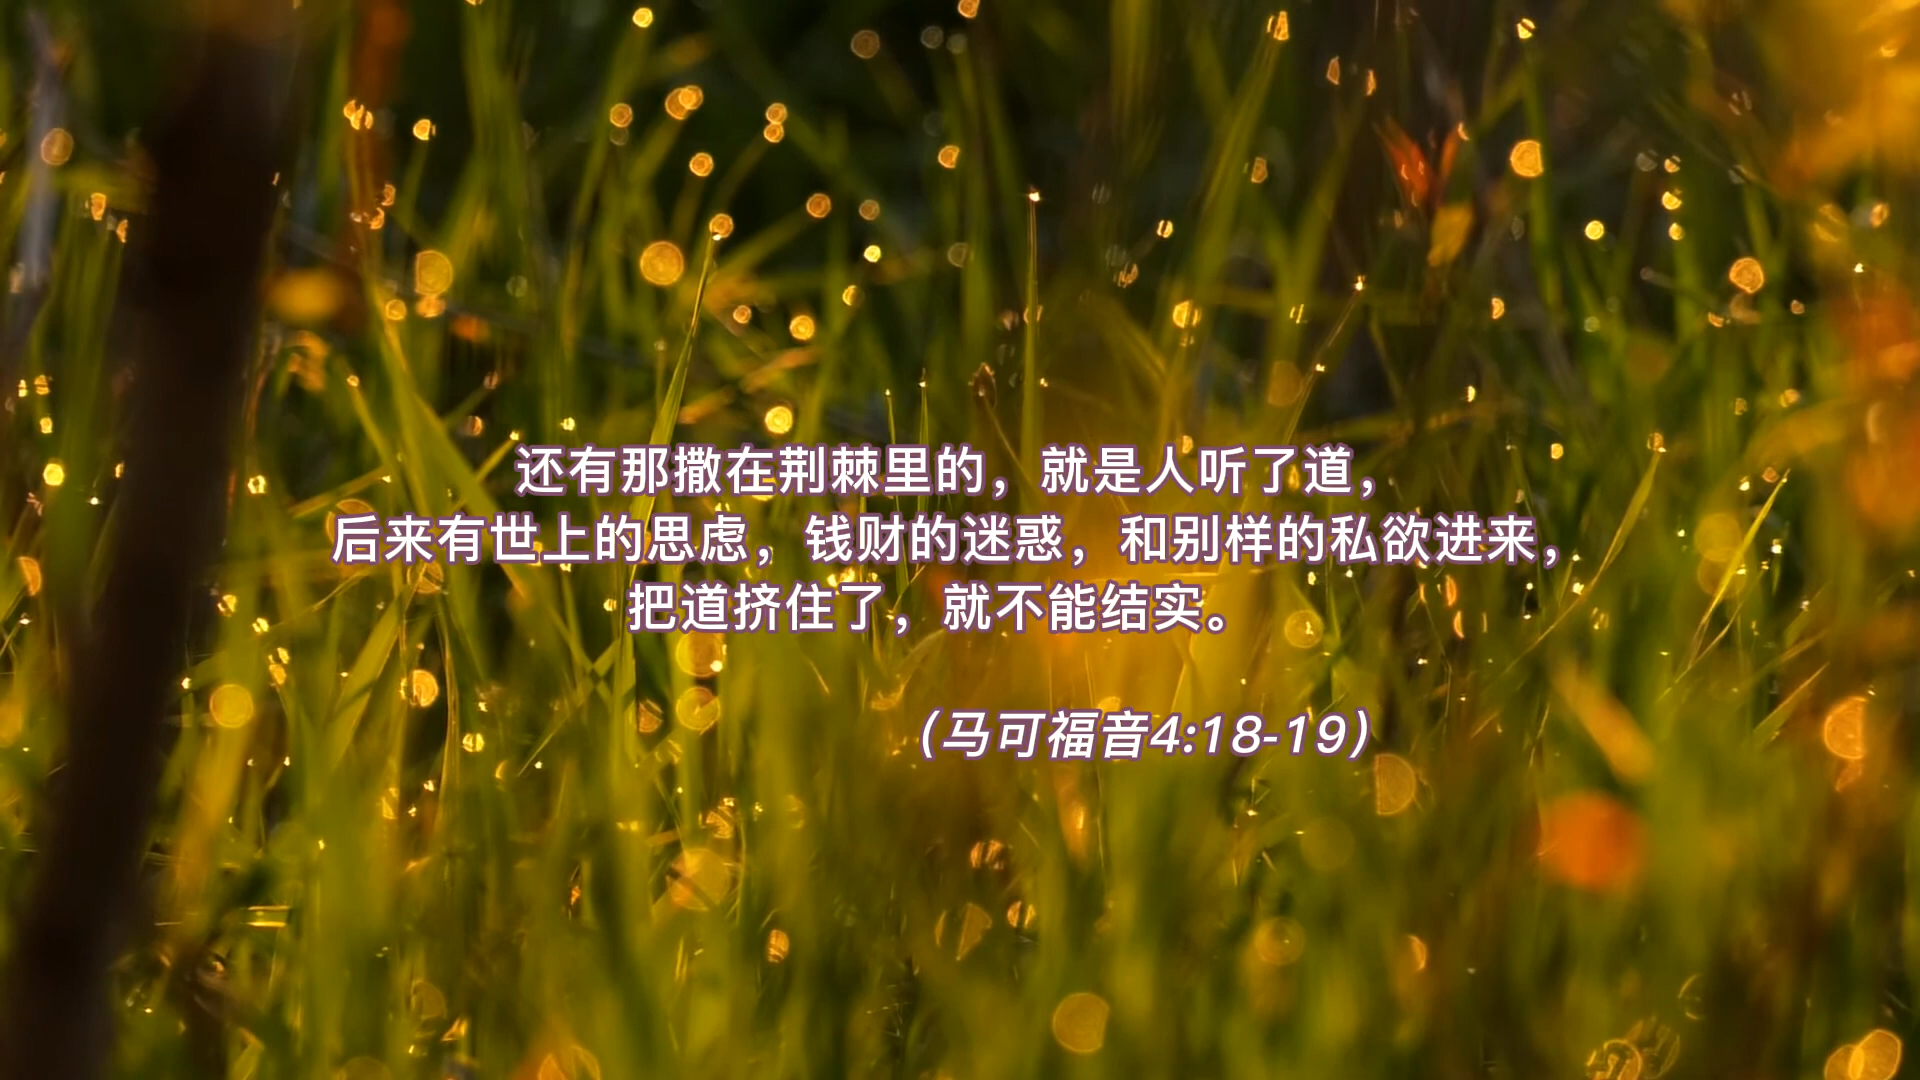 还有那撒在荆棘里的，就是人听了道，
后来有世上的思虑，钱财的迷惑，和别样的私欲进来，
把道挤住了，就不能结实。
（马可福音4:18-19）